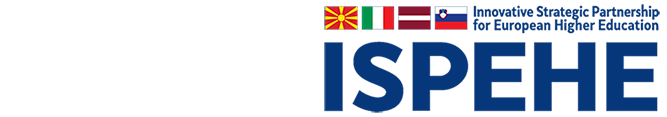 Innovative Strategic Partnership
for European Higher Education
ISPEHE